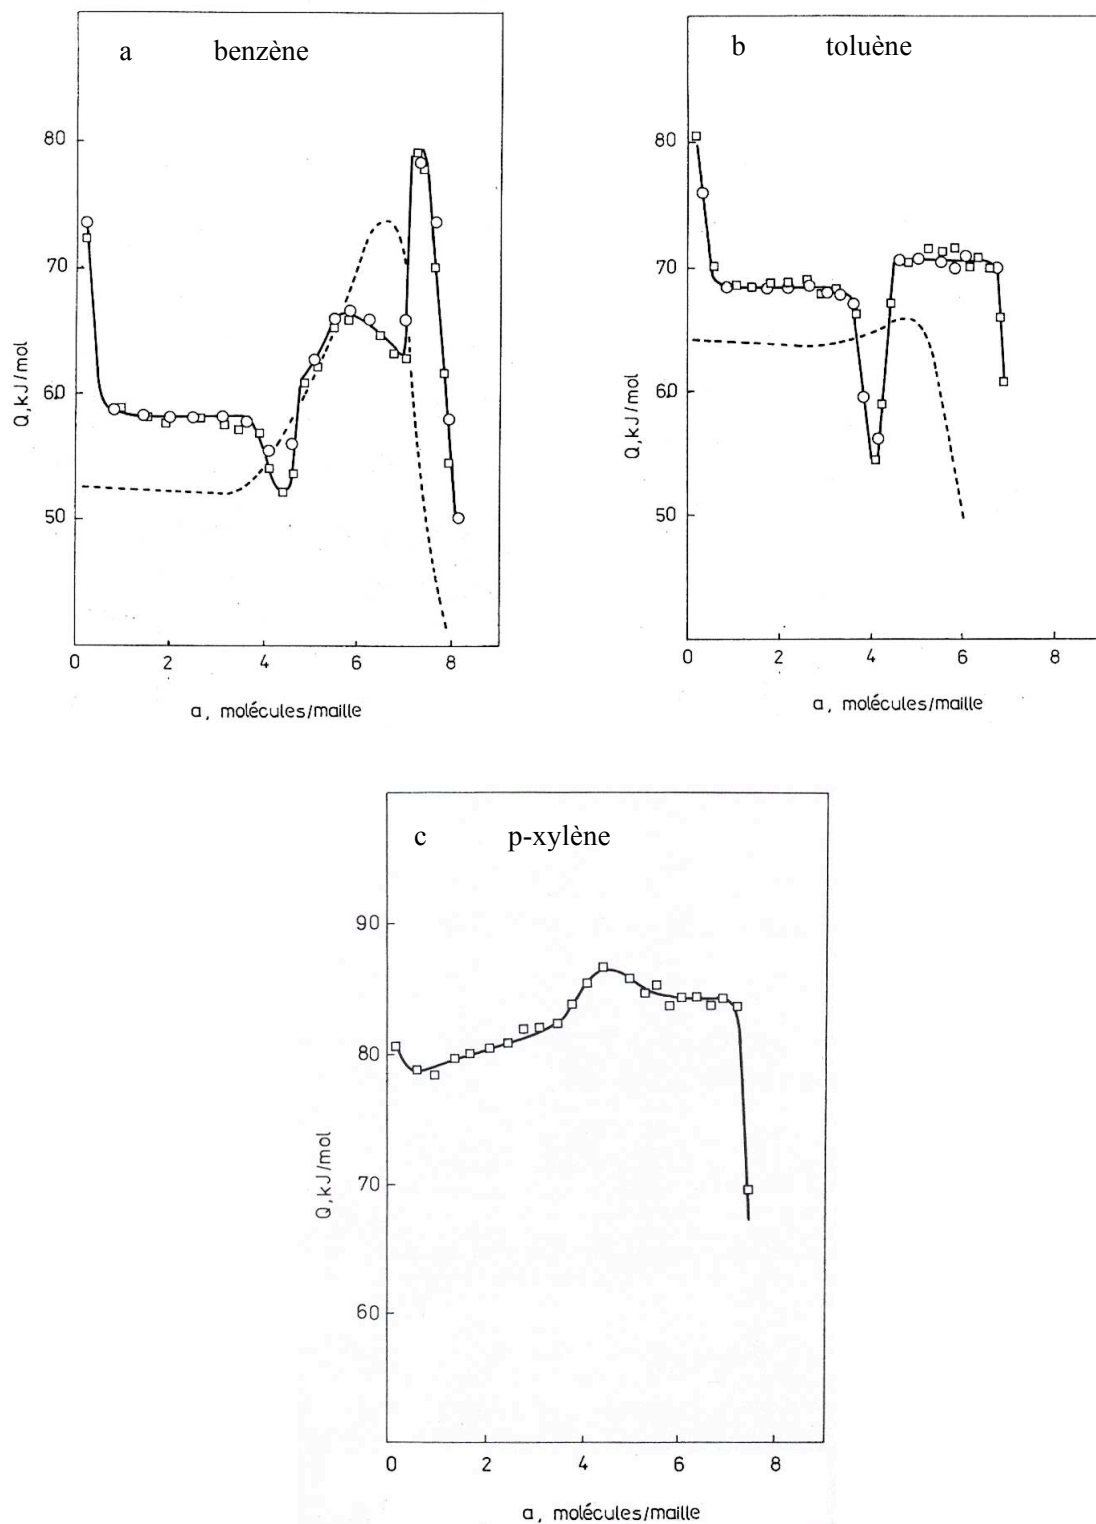 a benzène
80
70
60
50
Q, kJ/mol
0 2 4 6 8
a, molécules/maille
b toluène
80
70
60
50
Q, kJ/mol
0 2 4 6 8
a, molécules/maille
c p-xylène
90
80
70
60
Q, kJ/mol
0 2 4 6 8
a, molécules/maille